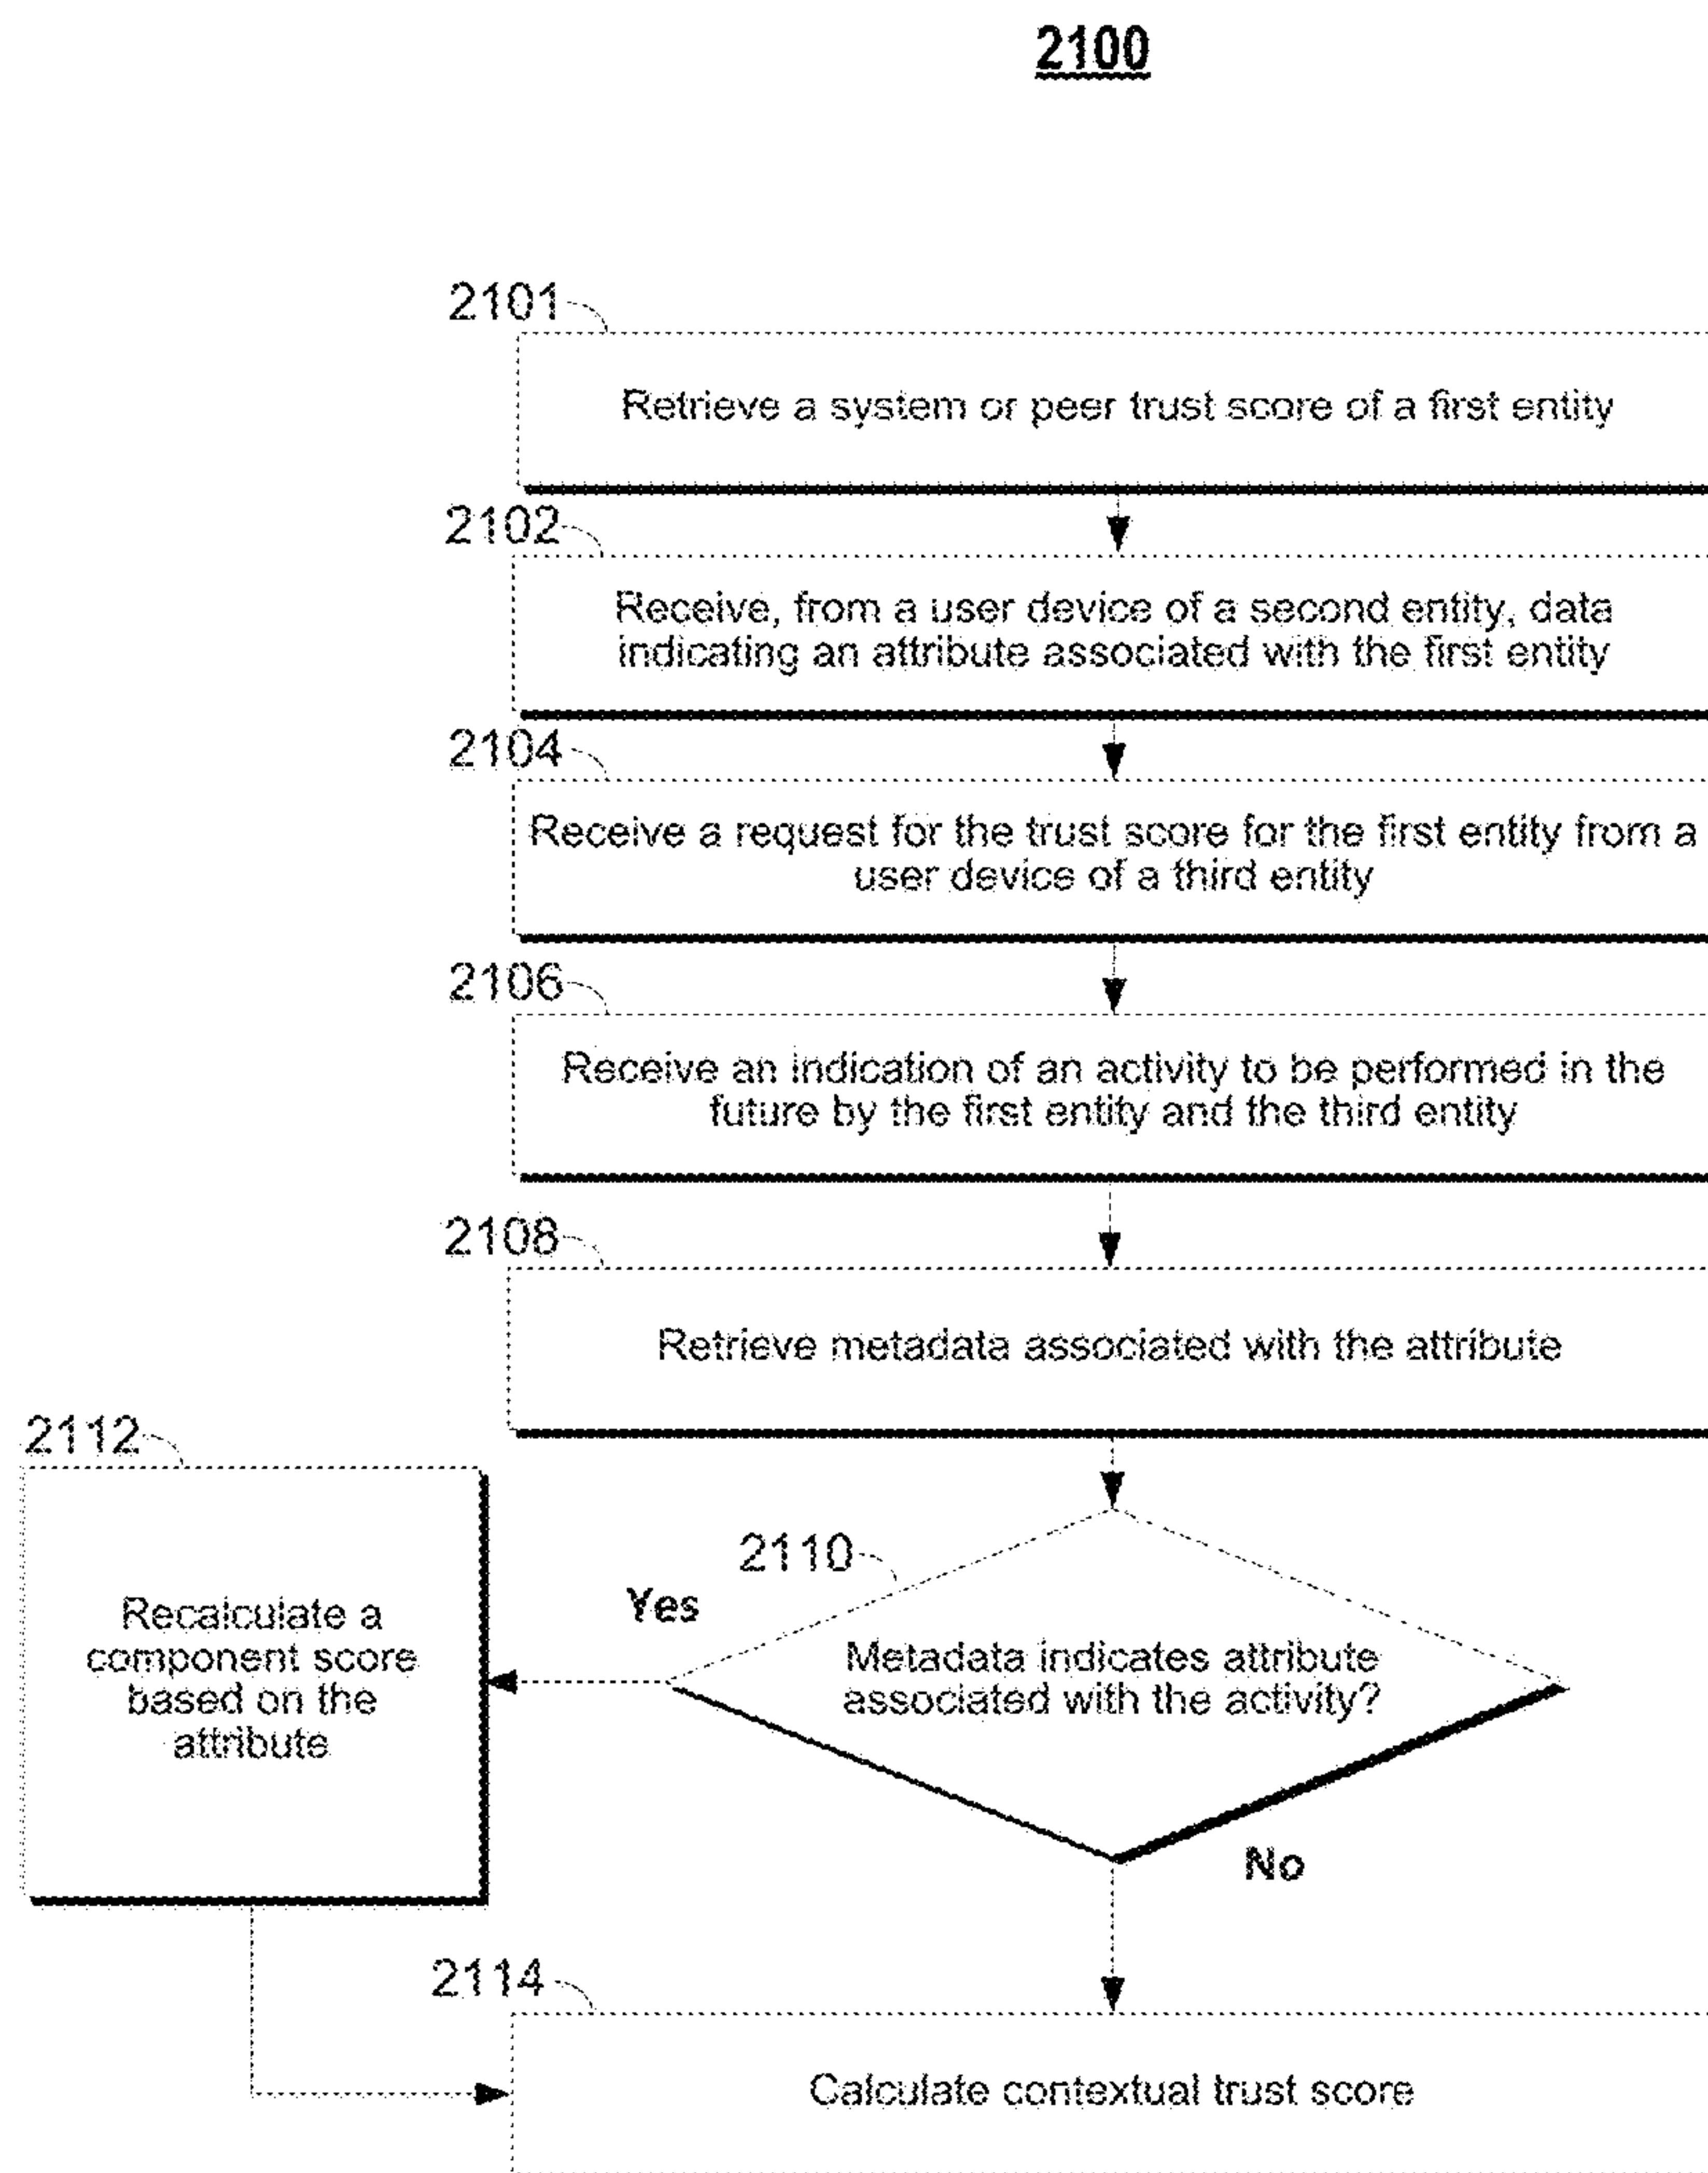 2100
2101
Retrieve a system or peer trust score of a first entity
2102
Receive, from a user device of a second entity, data
indicating an attribute associated with the first entity
2104
Receive a request for the trust score for the first entity from a
user device of a third entity
2106
Receive an indication of an activity to be performed in the
future by the first entity and the third entity
2108
Retrieve metadata associated with the attribute
2112
Recalculate a
component score
based on the
attribute
2110
Yes
Metadata indicates attribute
associated with the activity?
No
2114
Calculate contextual trust score